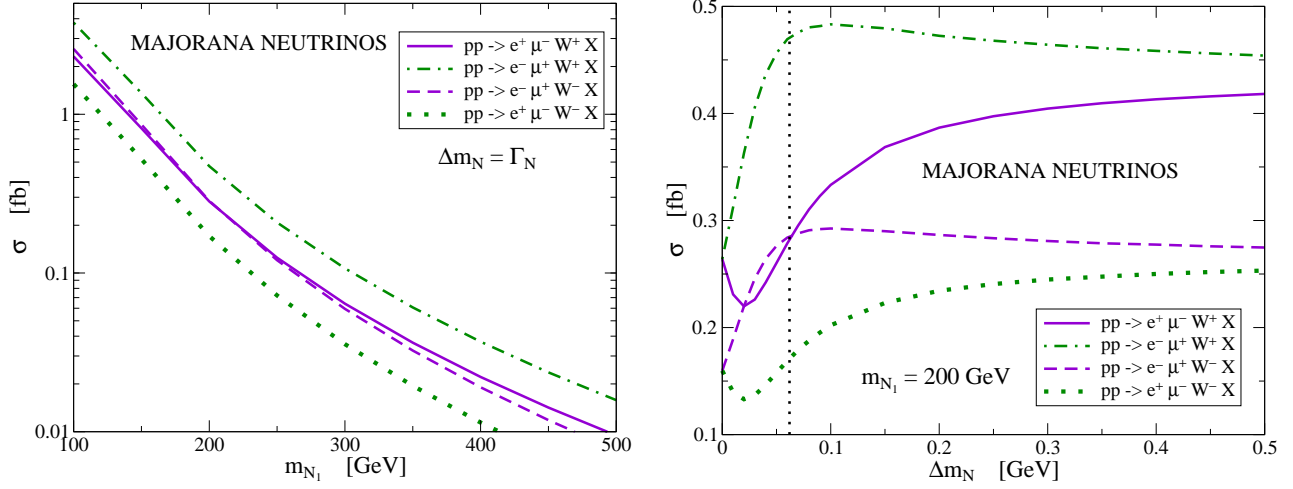 MAJORANA NEUTRINOS
pp -> e⁺ μ⁻ W⁺ X
pp -> e⁻ μ⁺ W⁺ X
pp -> e⁻ μ⁺ W⁻ X
pp -> e⁺ μ⁻ W⁻ X
Δm_N = Γ_N
1
0.1
0.01
σ [fb]
100 200 300 400 500
m_N₁ [GeV]
0.5
0.4
0.3
0.2
0.1
σ [fb]
MAJORANA NEUTRINOS
pp -> e⁺ μ⁻ W⁺ X
pp -> e⁻ μ⁺ W⁺ X
pp -> e⁻ μ⁺ W⁻ X
pp -> e⁺ μ⁻ W⁻ X
m_N₁ = 200 GeV
0 0.1 0.2 0.3 0.4 0.5
Δm_N [GeV]